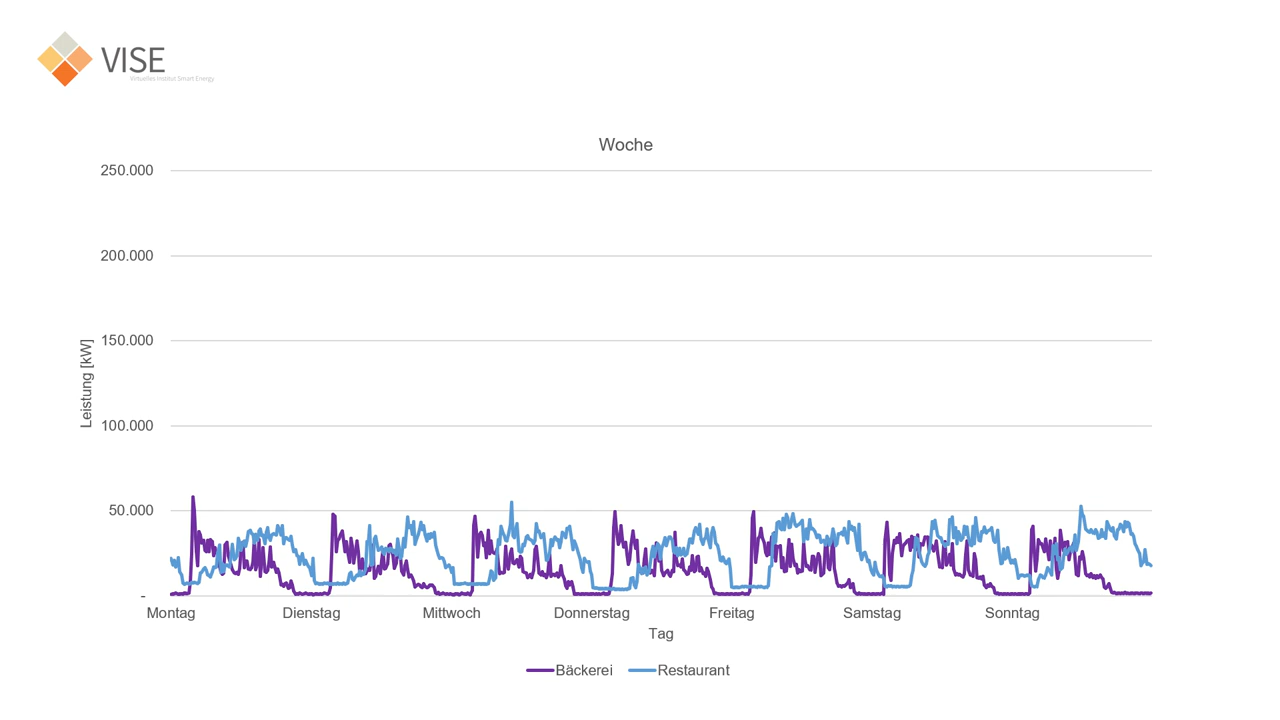 VISE
Virtuelles Institut Smart Energy
Woche
250.000
200.000
150.000
100.000
50.000
-
Leistung [kW]
Montag Dienstag Mittwoch Donnerstag Freitag Samstag Sonntag
Tag
Bäckerei Restaurant